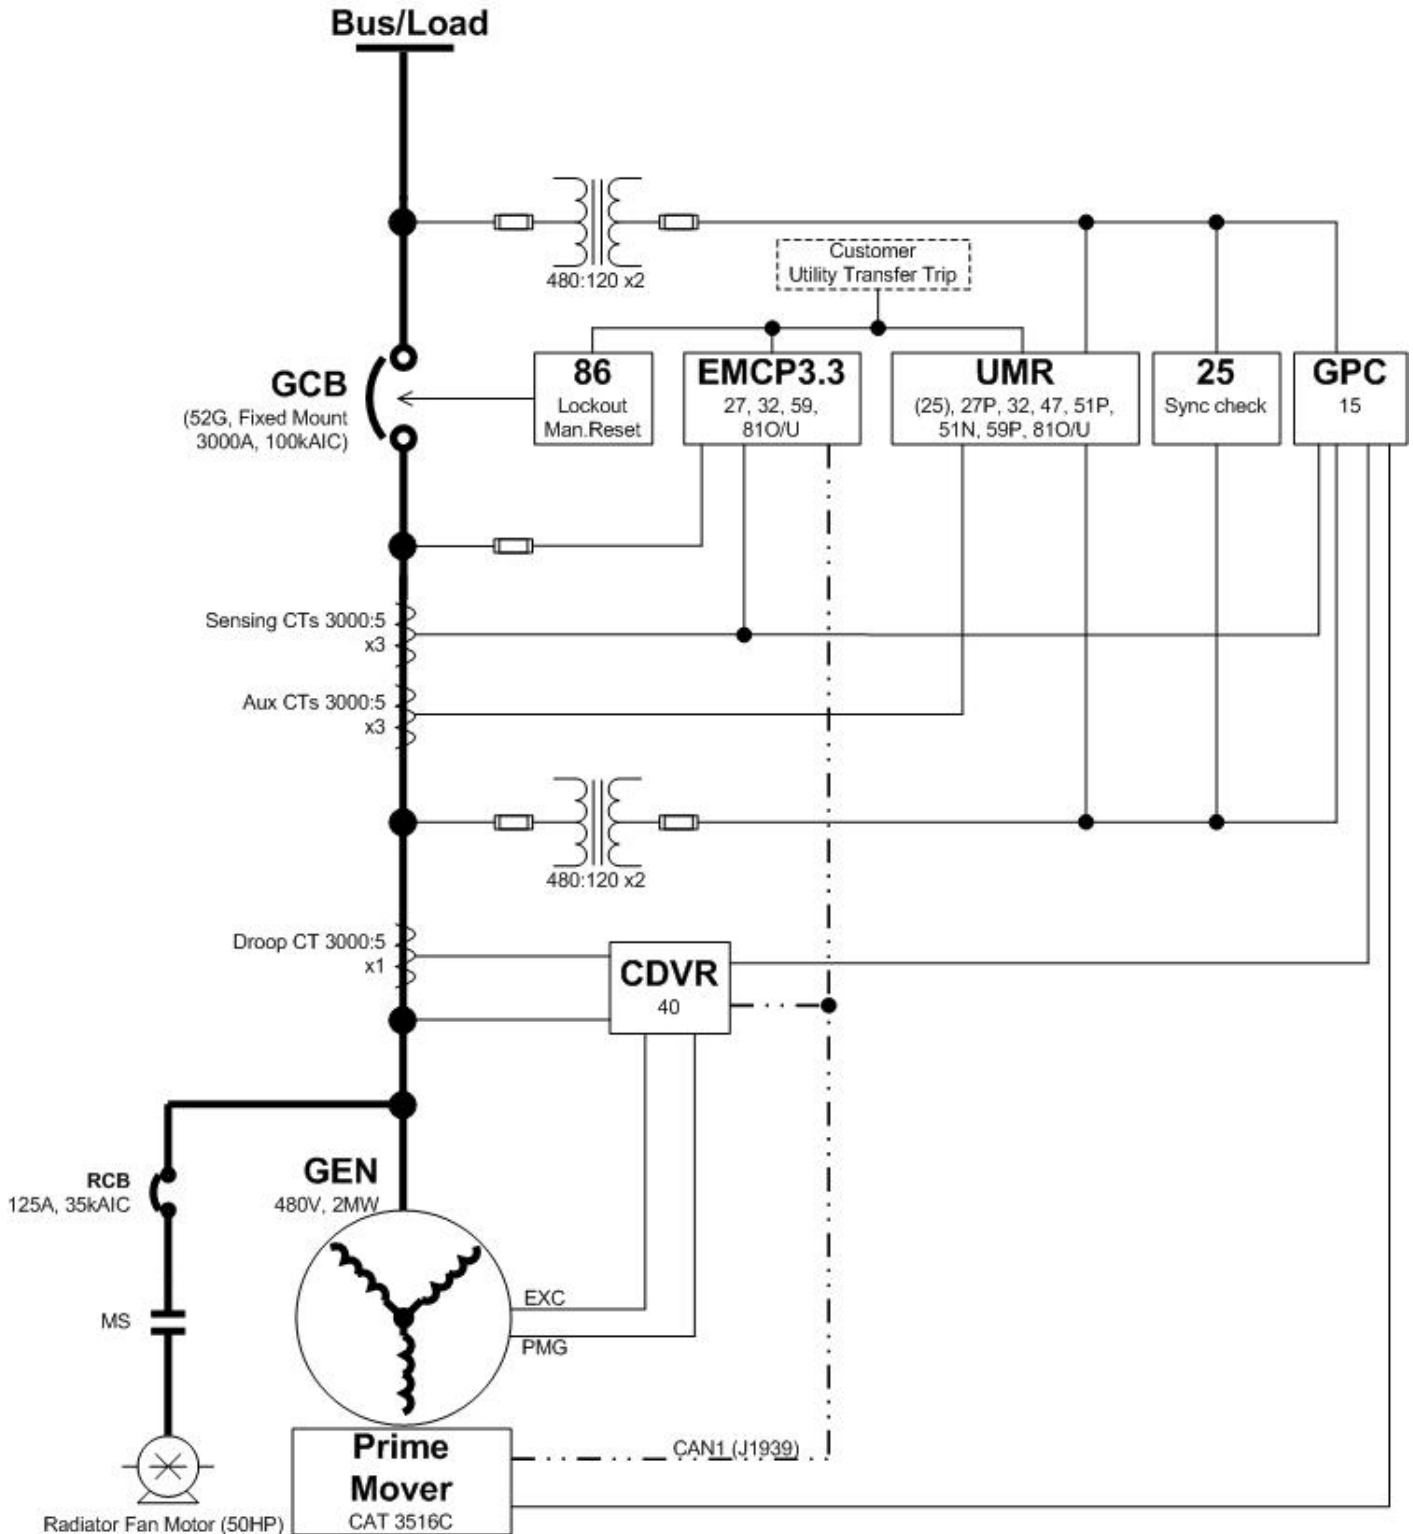 Bus/Load
480:120 x2
Customer
Utility Transfer Trip
GCB
(52G, Fixed Mount
3000A, 100kAIC)
86
Lockout
Man.Reset
EMCP3.3
27, 32, 59,
81O/U
UMR
(25), 27P, 32, 47, 51P,
51N, 59P, 81O/U
25
Sync check
GPC
15
Sensing CTs 3000:5
x3
Aux CTs 3000:5
x3
480:120 x2
Droop CT 3000:5
x1
CDVR
40
RCB
125A, 35kAIC
GEN
480V, 2MW
EXC
PMG
MS
CAN1 (J1939)
Prime
Mover
CAT 3516C
Radiator Fan Motor (50HP)